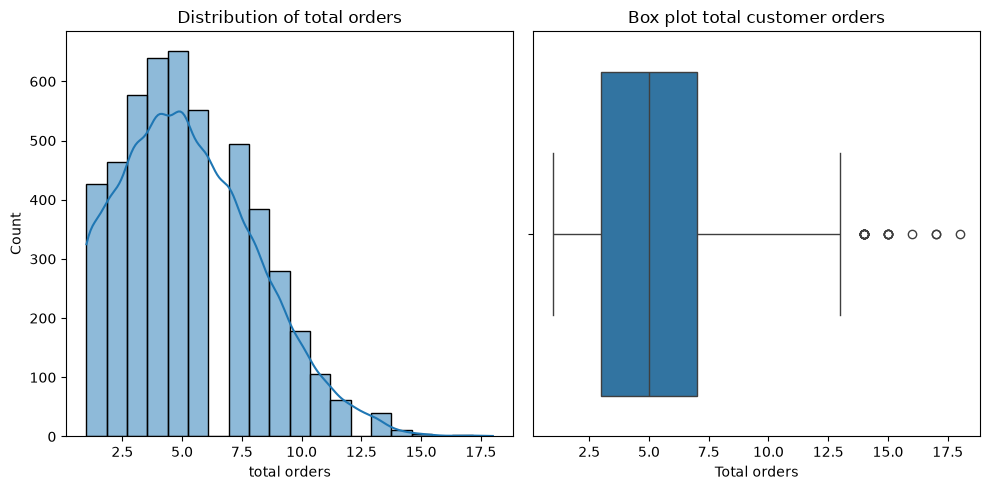 Distribution of total orders
Count
600
500
400
300
200
100
0
2.5 5.0 7.5 10.0 12.5 15.0 17.5
total orders
Box plot total customer orders
2.5 5.0 7.5 10.0 12.5 15.0 17.5
Total orders